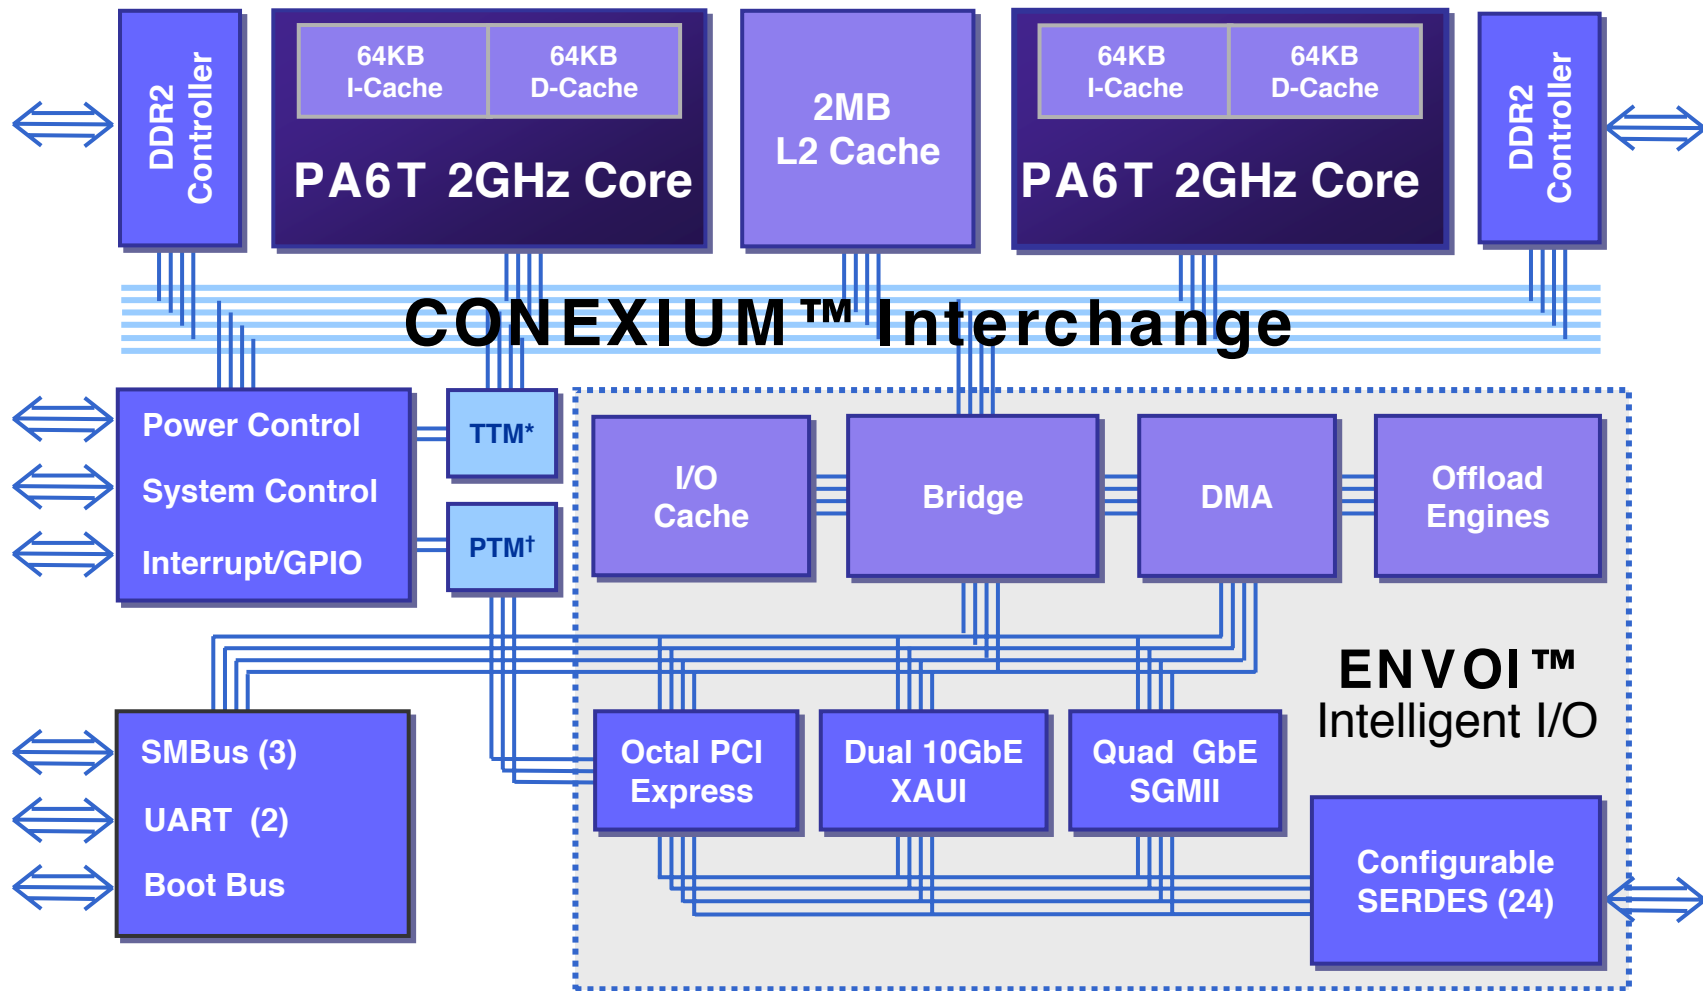 DDR2
Controller
64KB
I-Cache
64KB
D-Cache
PA6T 2GHz Core
2MB
L2 Cache
64KB
I-Cache
64KB
D-Cache
PA6T 2GHz Core
DDR2
Controller
CONEXIUM™ Interchange
Power Control
System Control
Interrupt/GPIO
TTM*
PTM†
I/O
Cache
Bridge
DMA
Offload
Engines
ENVOI™
Intelligent I/O
SMBus (3)
UART (2)
Boot Bus
Octal PCI
Express
Dual 10GbE
XAUI
Quad GbE
SGMII
Configurable
SERDES (24)